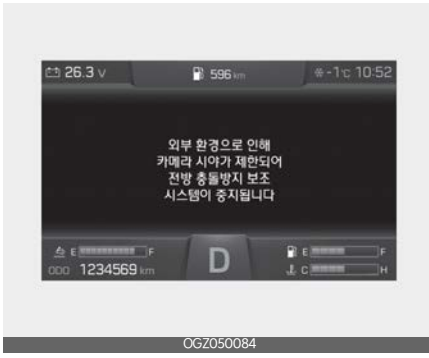 26.3 V
596 km
-1°C 10:52
외부 환경으로 인해
카메라 시야가 제한되어
전방 충돌방지 보조
시스템이 중지됩니다
E F
E F
ODO 1234569 km
D
C H
OGZ050084